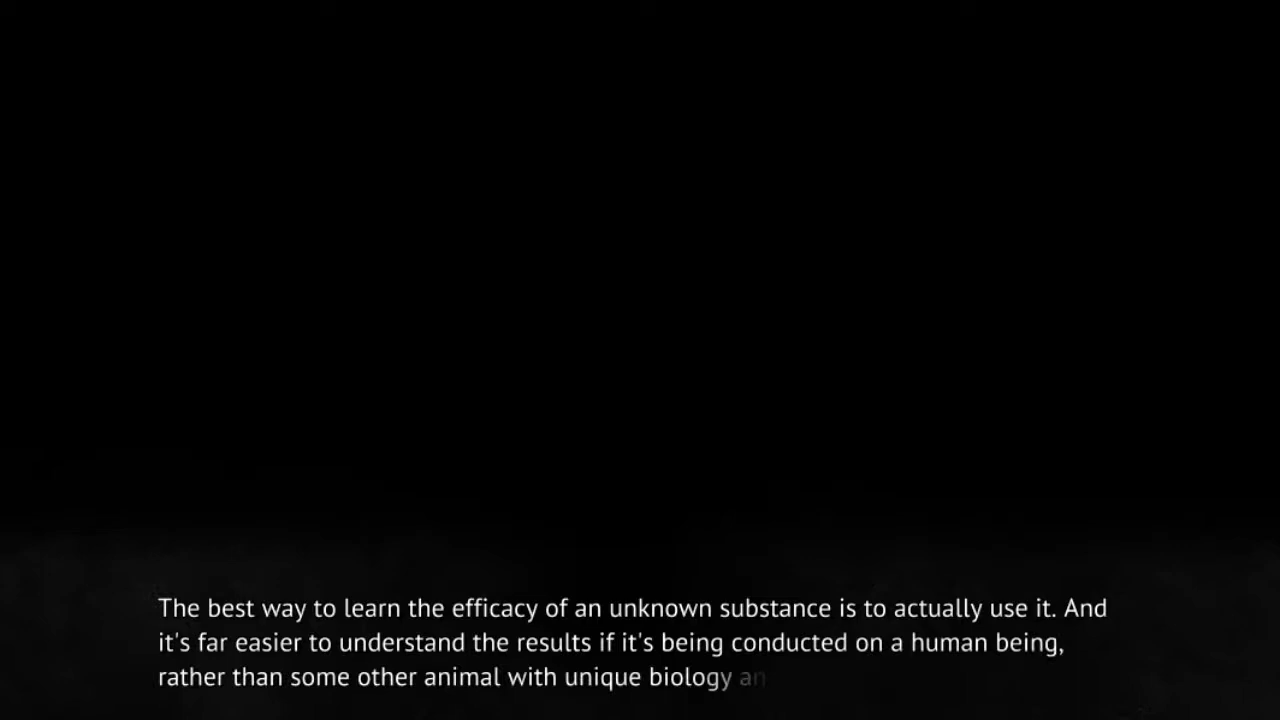 The best way to learn the efficacy of an unknown substance is to actually use it. And
it's far easier to understand the results if it's being conducted on a human being,
rather than some other animal with unique biology an